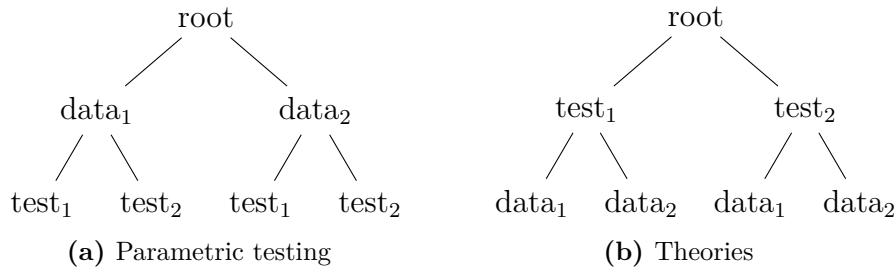 root root
data₁ data₂ test₁ test₂
test₁ test₂ test₁ test₂ data₁ data₂ data₁ data₂
(a) Parametric testing (b) Theories